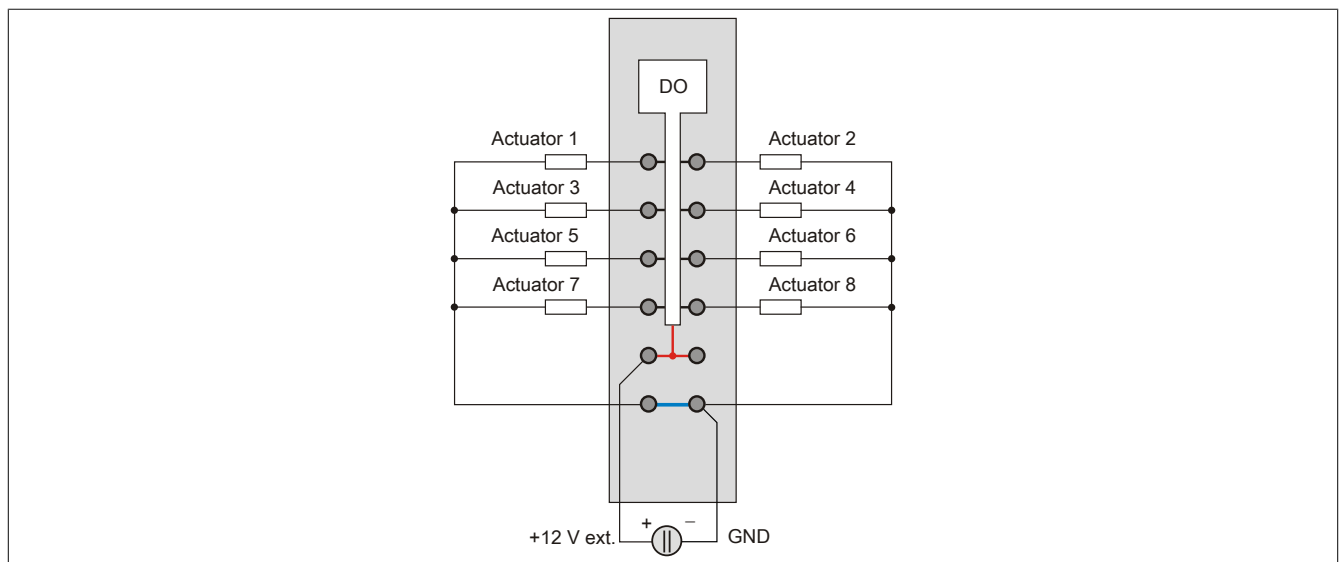 DO
Actuator 1
Actuator 2
Actuator 3
Actuator 4
Actuator 5
Actuator 6
Actuator 7
Actuator 8
+ −
+12 V ext.
GND